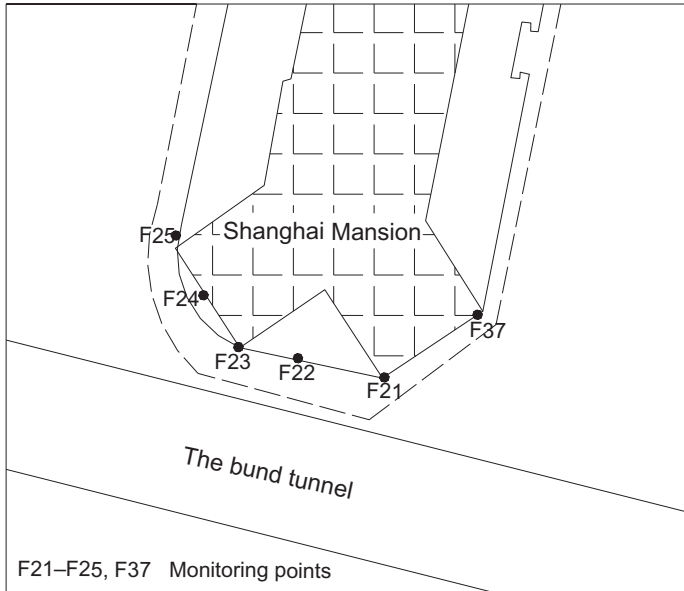 Shanghai Mansion
F25
F24
F23
F22
F21
F37
The bund tunnel
F21–F25, F37 Monitoring points